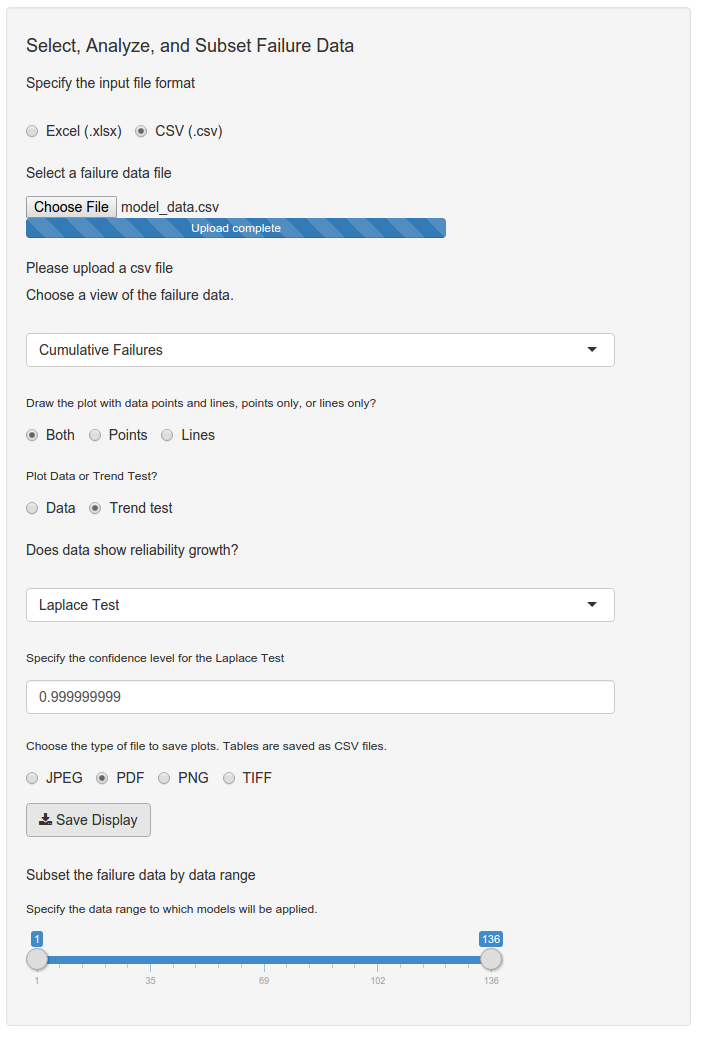 Select, Analyze, and Subset Failure Data
Specify the input file format
Excel (.xlsx) CSV (.csv)
Select a failure data file
Choose File model_data.csv
Upload complete
Please upload a csv file
Choose a view of the failure data.
Cumulative Failures
Draw the plot with data points and lines, points only, or lines only?
Both Points Lines
Plot Data or Trend Test?
Data Trend test
Does data show reliability growth?
Laplace Test
Specify the confidence level for the Laplace Test
0.999999999
Choose the type of file to save plots. Tables are saved as CSV files.
JPEG PDF PNG TIFF
Save Display
Subset the failure data by data range
Specify the data range to which models will be applied.
1 136
1 35 69 102 136